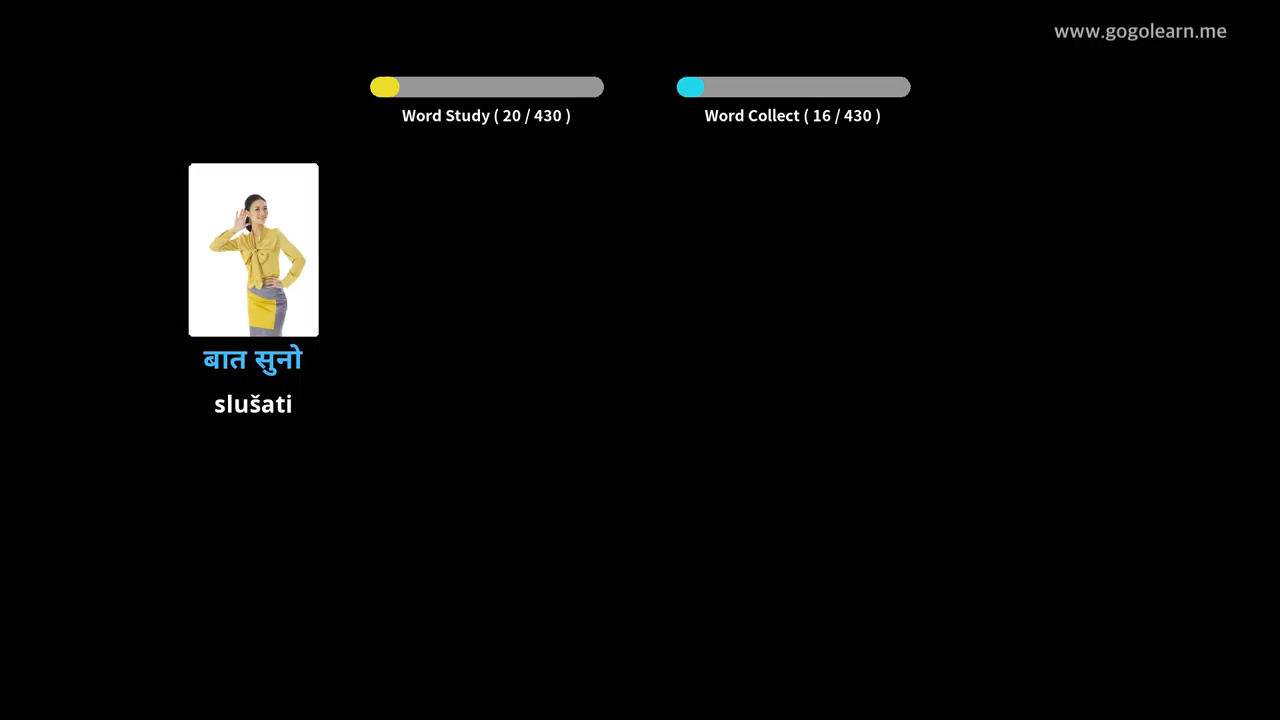 www.gogolearn.me
Word Study ( 20 / 430 )
Word Collect ( 16 / 430 )
बात सुनो
slušati